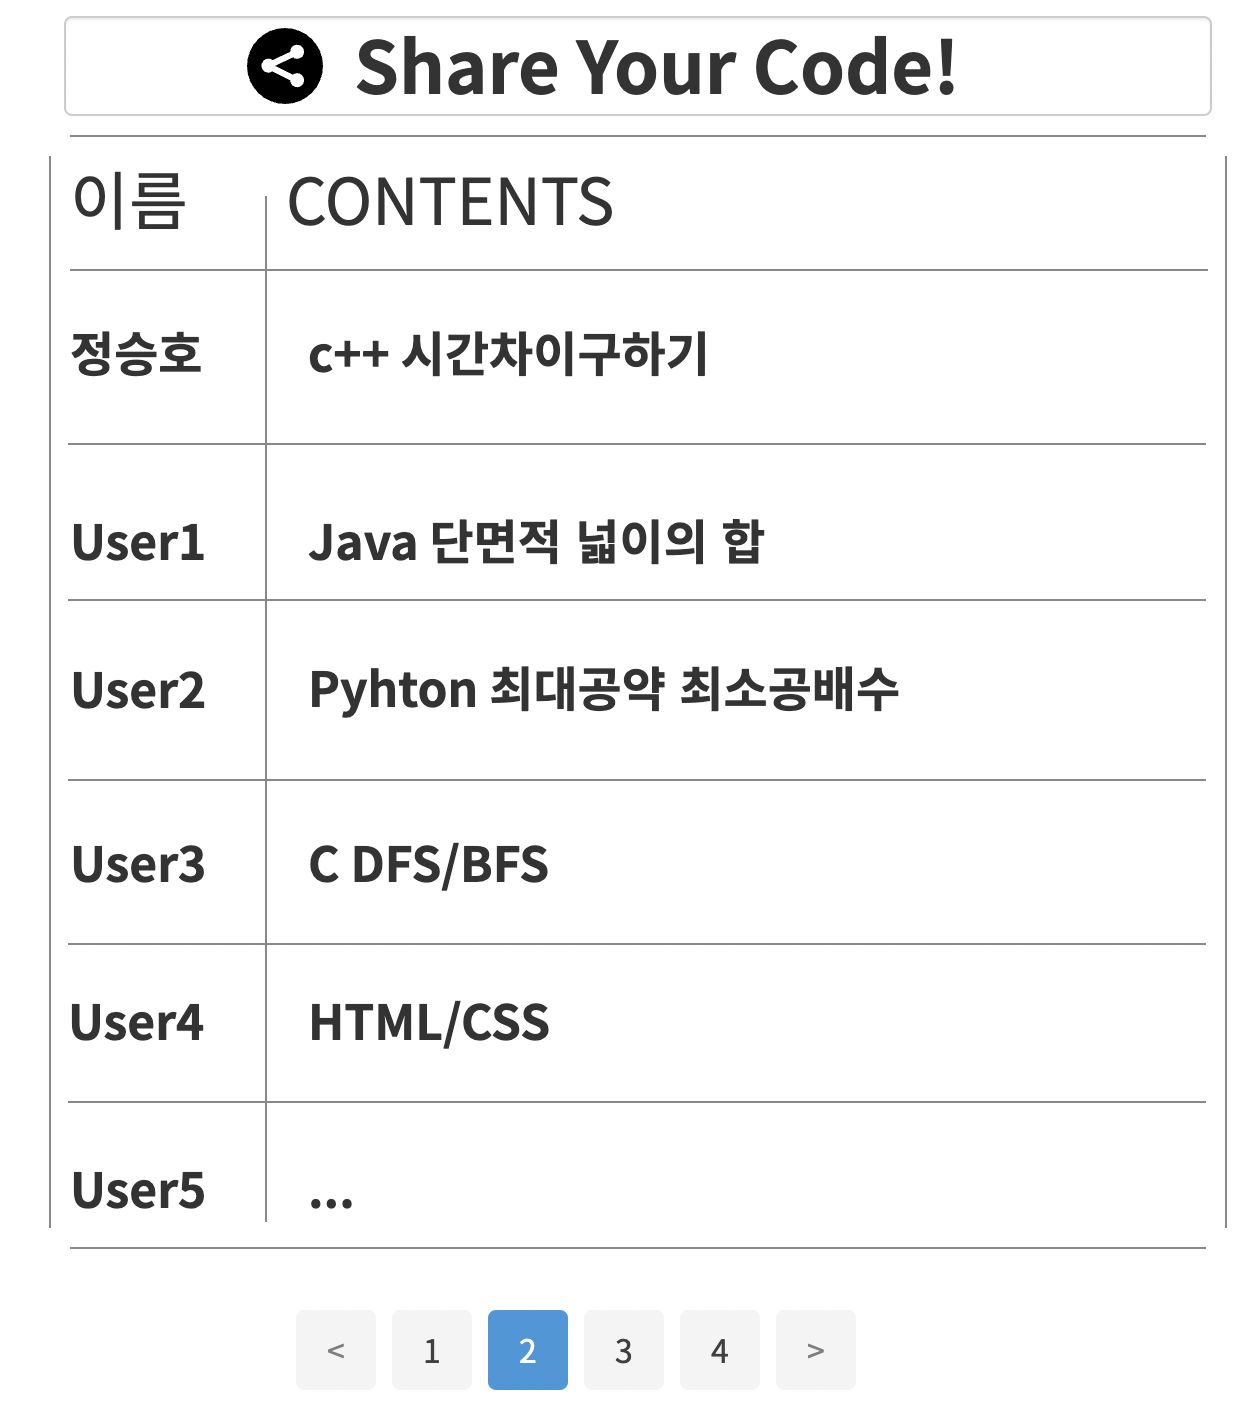 Share Your Code!
이름 CONTENTS
정승호 c++ 시간차이구하기
User1 Java 단면적 넓이의 합
User2 Pyhton 최대공약 최소공배수
User3 C DFS/BFS
User4 HTML/CSS
User5 ...
< 1 2 3 4 >